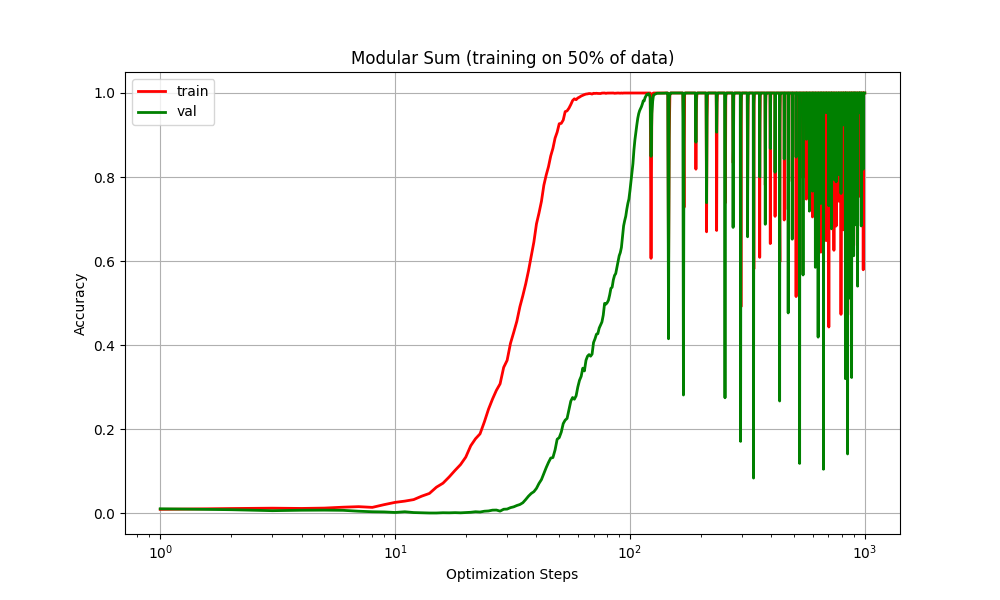 Modular Sum (training on 50% of data)
train
val
1.0
0.8
0.6
0.4
0.2
0.0
Accuracy
10⁰
10¹
10²
10³
Optimization Steps